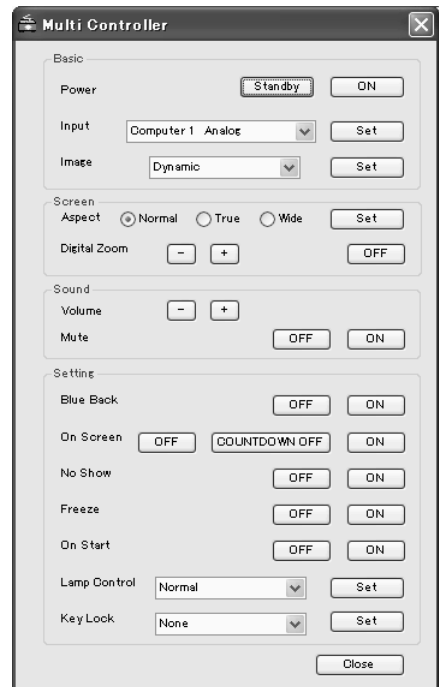 Multi Controller
Basic
Power Standby ON
Input Computer 1 Analog Set
Image Dynamic Set
Screen
Aspect Normal True Wide Set
Digital Zoom - + OFF
Sound
Volume - +
Mute OFF ON
Setting
Blue Back OFF ON
On Screen OFF COUNTDOWN OFF ON
No Show OFF ON
Freeze OFF ON
On Start OFF ON
Lamp Control Normal Set
Key Lock None Set
Close